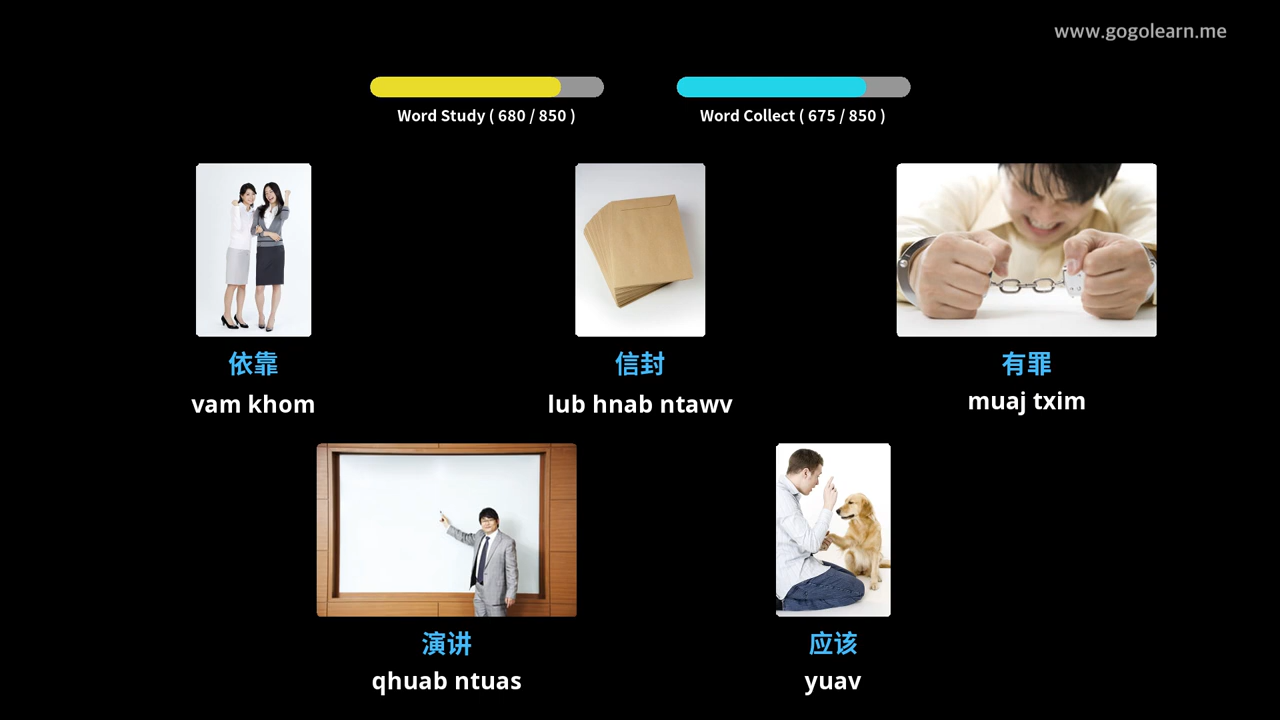 www.gogolearn.me
Word Study ( 680 / 850 )
Word Collect ( 675 / 850 )
依靠
信封
有罪
vam khom
lub hnab ntawv
muaj txim
演讲
应该
qhuab ntuas
yuav